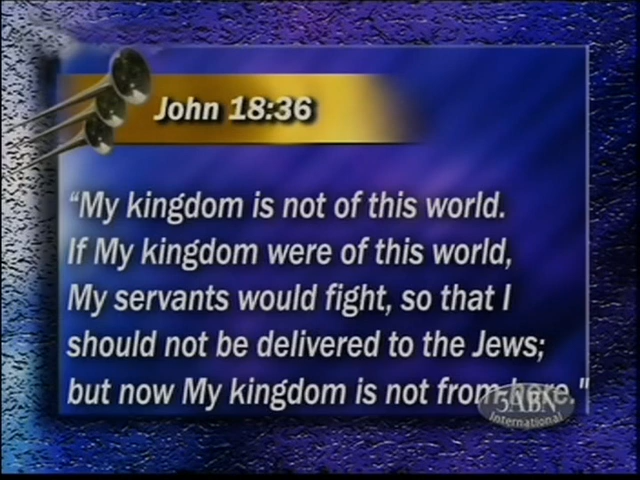 John 18:36
“My kingdom is not of this world.
If My kingdom were of this world,
My servants would fight, so that I
should not be delivered to the Jews;
but now My kingdom is not from here."
3ABN
International